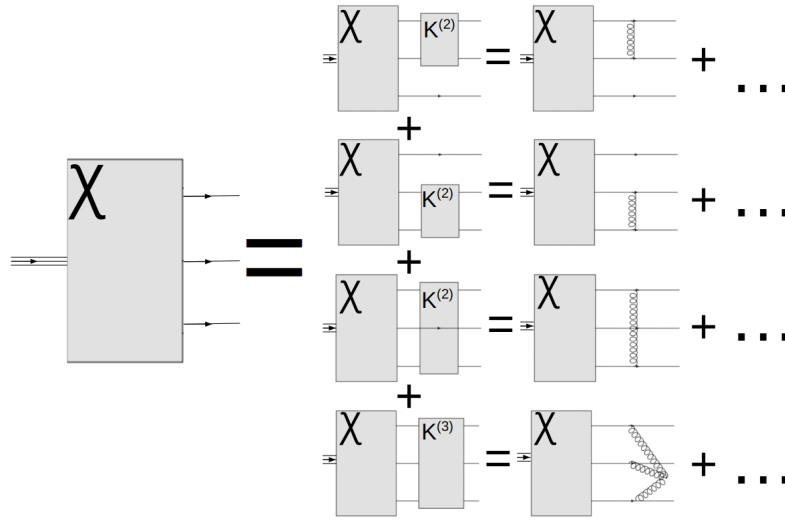 χ K⁽²⁾ = χ + ...
+
χ K⁽²⁾ = χ + ...
χ = +
χ K⁽²⁾ = χ + ...
+
χ K⁽³⁾ = χ + ...